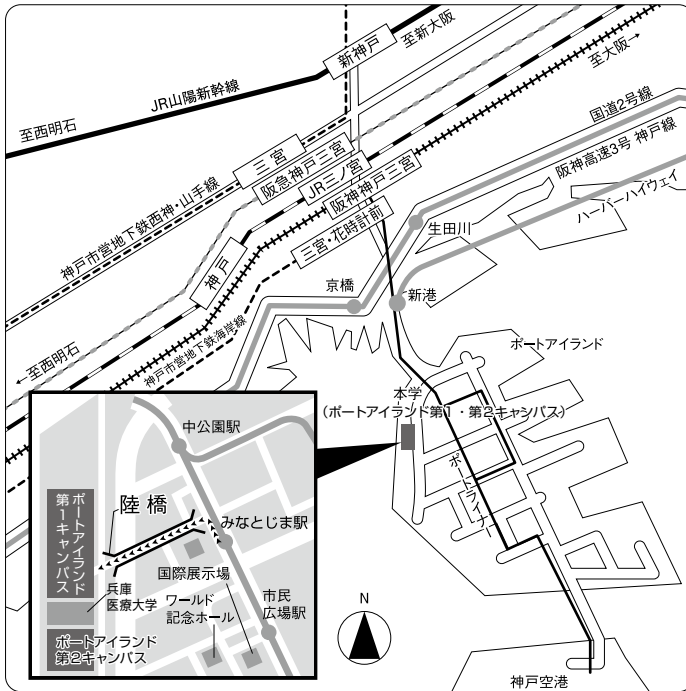 新神戸
至新大阪
至大阪→
JR山陽新幹線
至西明石
国道2号線
三宮
阪急神戸三宮
JR三ノ宮
阪神神戸三宮
阪神高速3号 神戸線
神戸市営地下鉄西神・山手線
ハーバーハイウェイ
三宮・花時計前
生田川
神戸
京橋
新港
神戸市営地下鉄海岸線
ポートアイランド
←至西明石
本学
(ポートアイランド第1・第2キャンパス)
ポートライナー
中公園駅
ポートアイランド
第1キャンパス
陸橋
みなとじま駅
国際展示場
兵庫
医療大学
ワールド
記念ホール
市民
広場駅
ポートアイランド
第2キャンパス
N
神戸空港